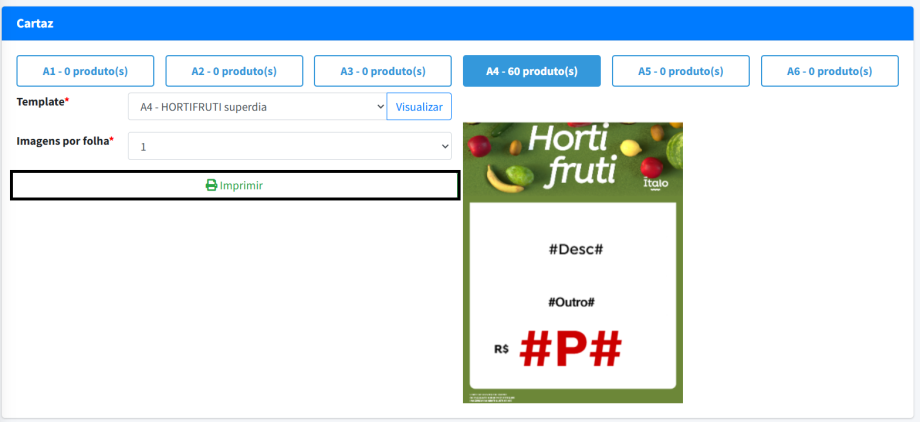 Cartaz
A1 - 0 produto(s)
A2 - 0 produto(s)
A3 - 0 produto(s)
A4 - 60 produto(s)
A5 - 0 produto(s)
A6 - 0 produto(s)
Template*
A4 - HORTIFRUTI superdia
Visualizar
Imagens por folha*
1
Imprimir
Horti
fruti
Ítalo
#Desc#
#Outro#
R$ #P#